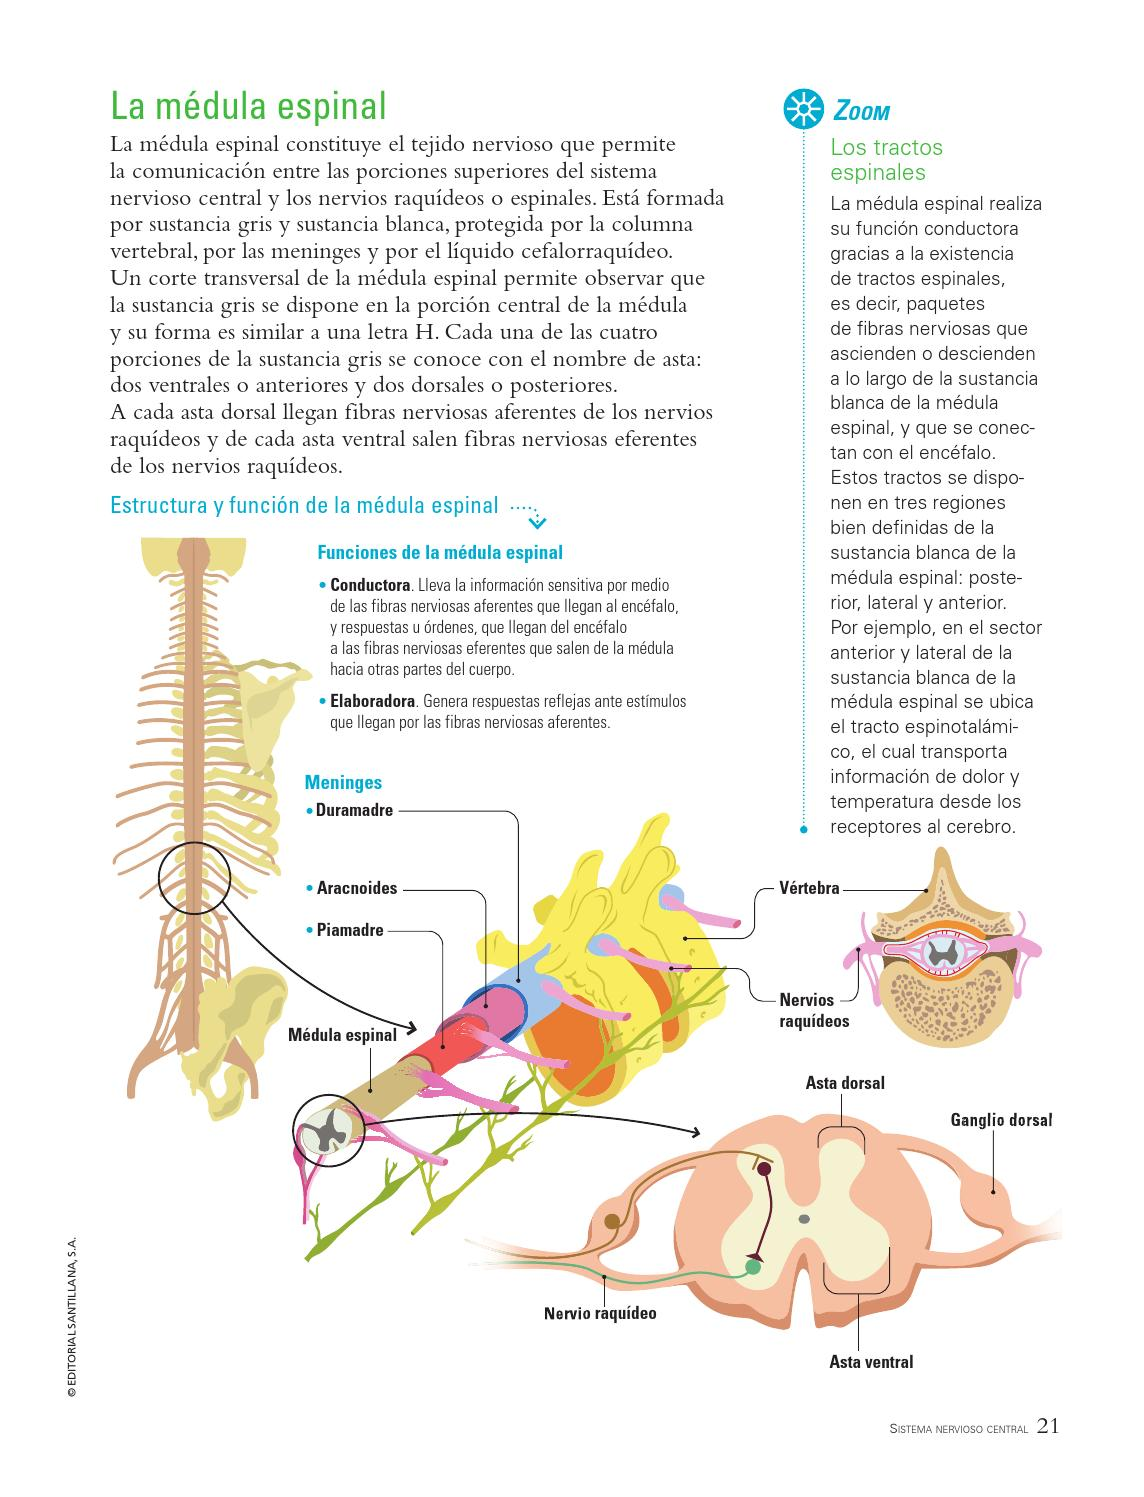 La médula espinal
La médula espinal constituye el tejido nervioso que permite
la comunicación entre las porciones superiores del sistema
nervioso central y los nervios raquídeos o espinales. Está formada
por sustancia gris y sustancia blanca, protegida por la columna
vertebral, por las meninges y por el líquido cefalorraquídeo.
Un corte transversal de la médula espinal permite observar que
la sustancia gris se dispone en la porción central de la médula
y su forma es similar a una letra H. Cada una de las cuatro
porciones de la sustancia gris se conoce con el nombre de asta:
dos ventrales o anteriores y dos dorsales o posteriores.
A cada asta dorsal llegan fibras nerviosas aferentes de los nervios
raquídeos y de cada asta ventral salen fibras nerviosas eferentes
de los nervios raquídeos.
Estructura y función de la médula espinal
Funciones de la médula espinal
• Conductora. Lleva la información sensitiva por medio
de las fibras nerviosas aferentes que llegan al encéfalo,
y respuestas u órdenes, que llegan del encéfalo
a las fibras nerviosas eferentes que salen de la médula
hacia otras partes del cuerpo.
• Elaboradora. Genera respuestas reflejas ante estímulos
que llegan por las fibras nerviosas aferentes.
Meninges
• Duramadre
• Aracnoides
• Piamadre
Médula espinal
Vértebra
Nervios
raquídeos
Asta dorsal
Ganglio dorsal
Nervio raquídeo
Asta ventral
ZOOM
Los tractos
espinales
La médula espinal realiza
su función conductora
gracias a la existencia
de tractos espinales,
es decir, paquetes
de fibras nerviosas que
ascienden o descienden
a lo largo de la sustancia
blanca de la médula
espinal, y que se conec-
tan con el encéfalo.
Estos tractos se dispo-
nen en tres regiones
bien definidas de la
sustancia blanca de la
médula espinal: poste-
rior, lateral y anterior.
Por ejemplo, en el sector
anterior y lateral de la
sustancia blanca de la
médula espinal se ubica
el tracto espinotalámi-
co, el cual transporta
información de dolor y
temperatura desde los
receptores al cerebro.
© EDITORIAL SANTILLANA, S.A.
SISTEMA NERVIOSO CENTRAL 21